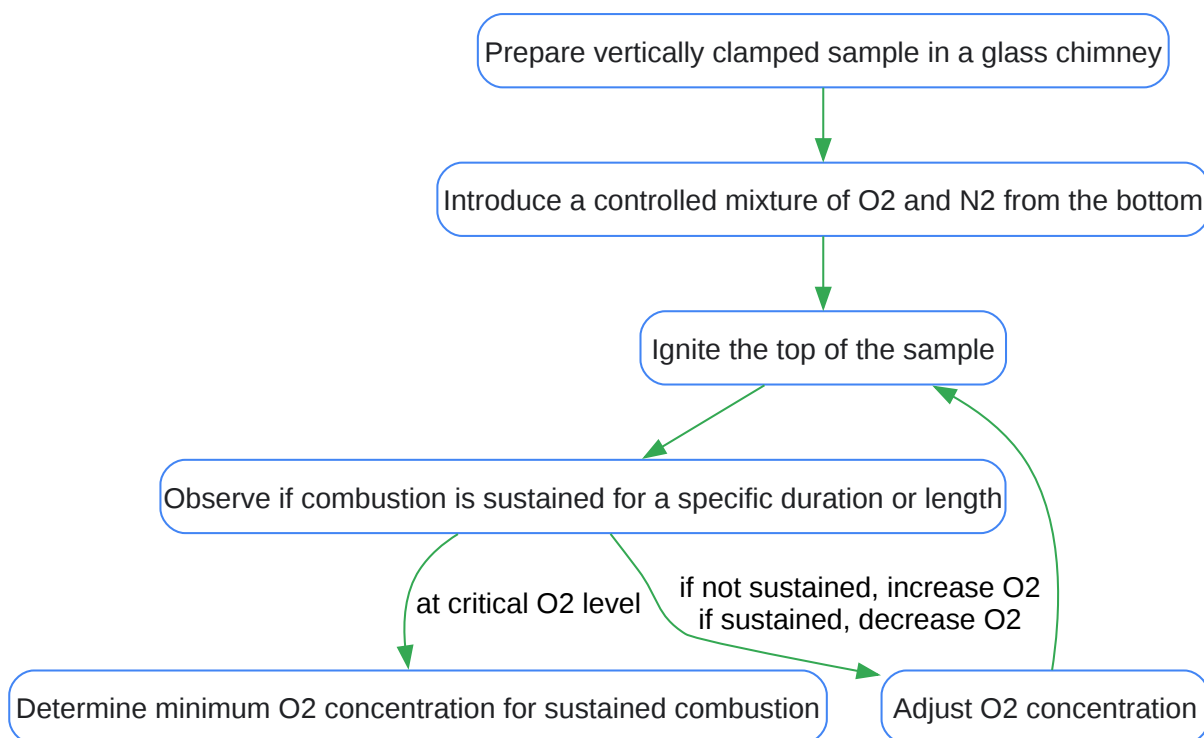 Prepare vertically clamped sample in a glass chimney
Introduce a controlled mixture of O2 and N2 from the bottom
Ignite the top of the sample
Observe if combustion is sustained for a specific duration or length
at critical O2 level
if not sustained, increase O2
if sustained, decrease O2
Determine minimum O2 concentration for sustained combustion
Adjust O2 concentration